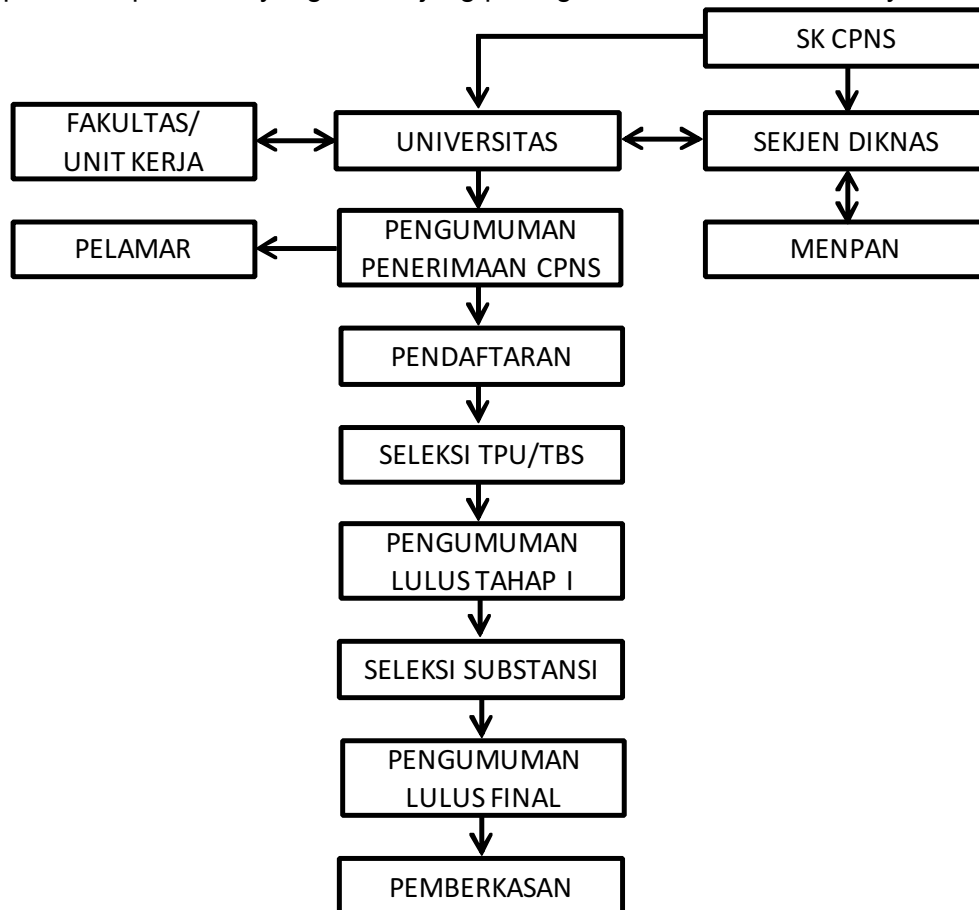 SK CPNS
FAKULTAS/
UNIT KERJA
UNIVERSITAS
SEKJEN DIKNAS
PELAMAR
PENGUMUMAN
PENERIMAAN CPNS
MENPAN
PENDAFTARAN
SELEKSI TPU/TBS
PENGUMUMAN
LULUS TAHAP I
SELEKSI SUBSTANSI
PENGUMUMAN
LULUS FINAL
PEMBERKASAN